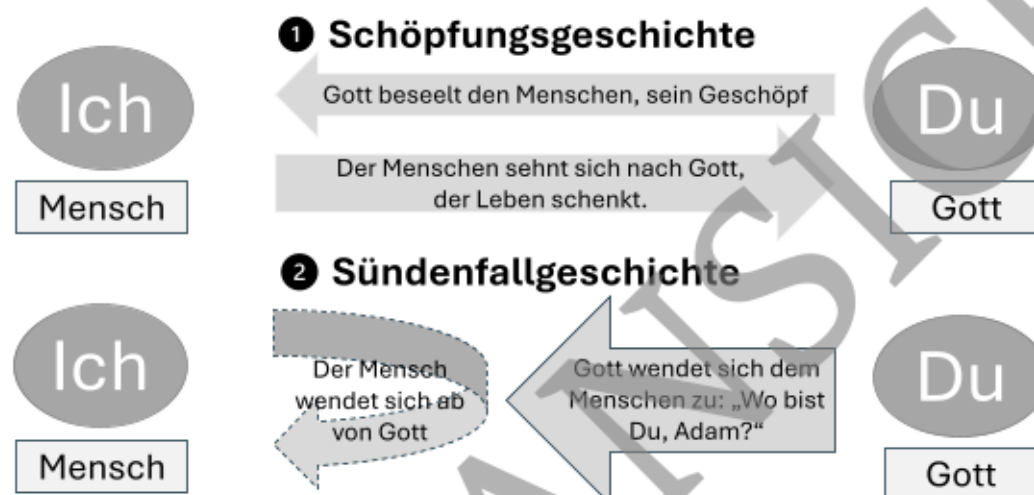 ❶ Schöpfungsgeschichte
Ich
Gott beseelt den Menschen, sein Geschöpf
Du
Der Menschen sehnt sich nach Gott,
der Leben schenkt.
Mensch
Gott
❷ Sündenfallgeschichte
Ich
Der Mensch
wendet sich ab
von Gott
Gott wendet sich dem
Menschen zu: „Wo bist
Du, Adam?“
Du
Mensch
Gott